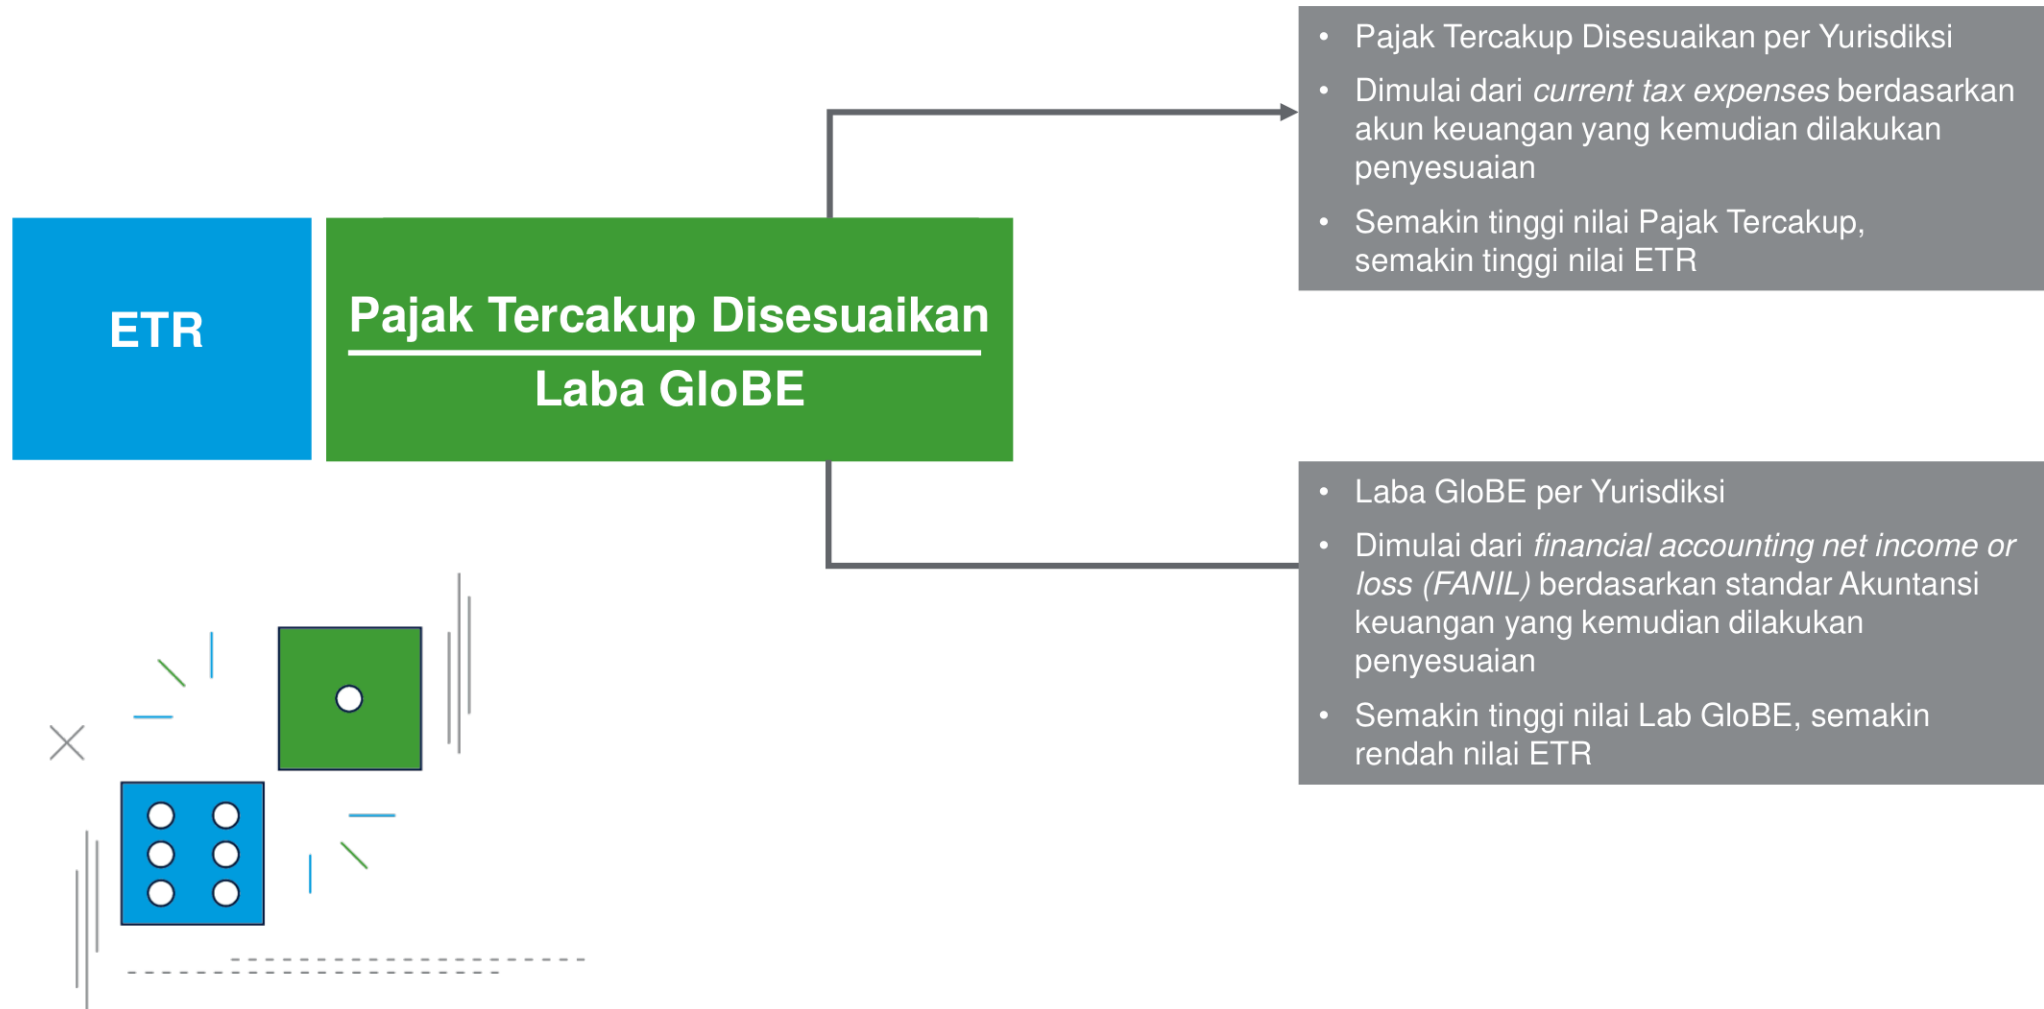 ETR
Pajak Tercakup Disesuaikan
Laba GloBE
• Pajak Tercakup Disesuaikan per Yurisdiksi
• Dimulai dari current tax expenses berdasarkan
akun keuangan yang kemudian dilakukan
penyesuaian
• Semakin tinggi nilai Pajak Tercakup,
semakin tinggi nilai ETR
• Laba GloBE per Yurisdiksi
• Dimulai dari financial accounting net income or
loss (FANIL) berdasarkan standar Akuntansi
keuangan yang kemudian dilakukan
penyesuaian
• Semakin tinggi nilai Lab GloBE, semakin
rendah nilai ETR